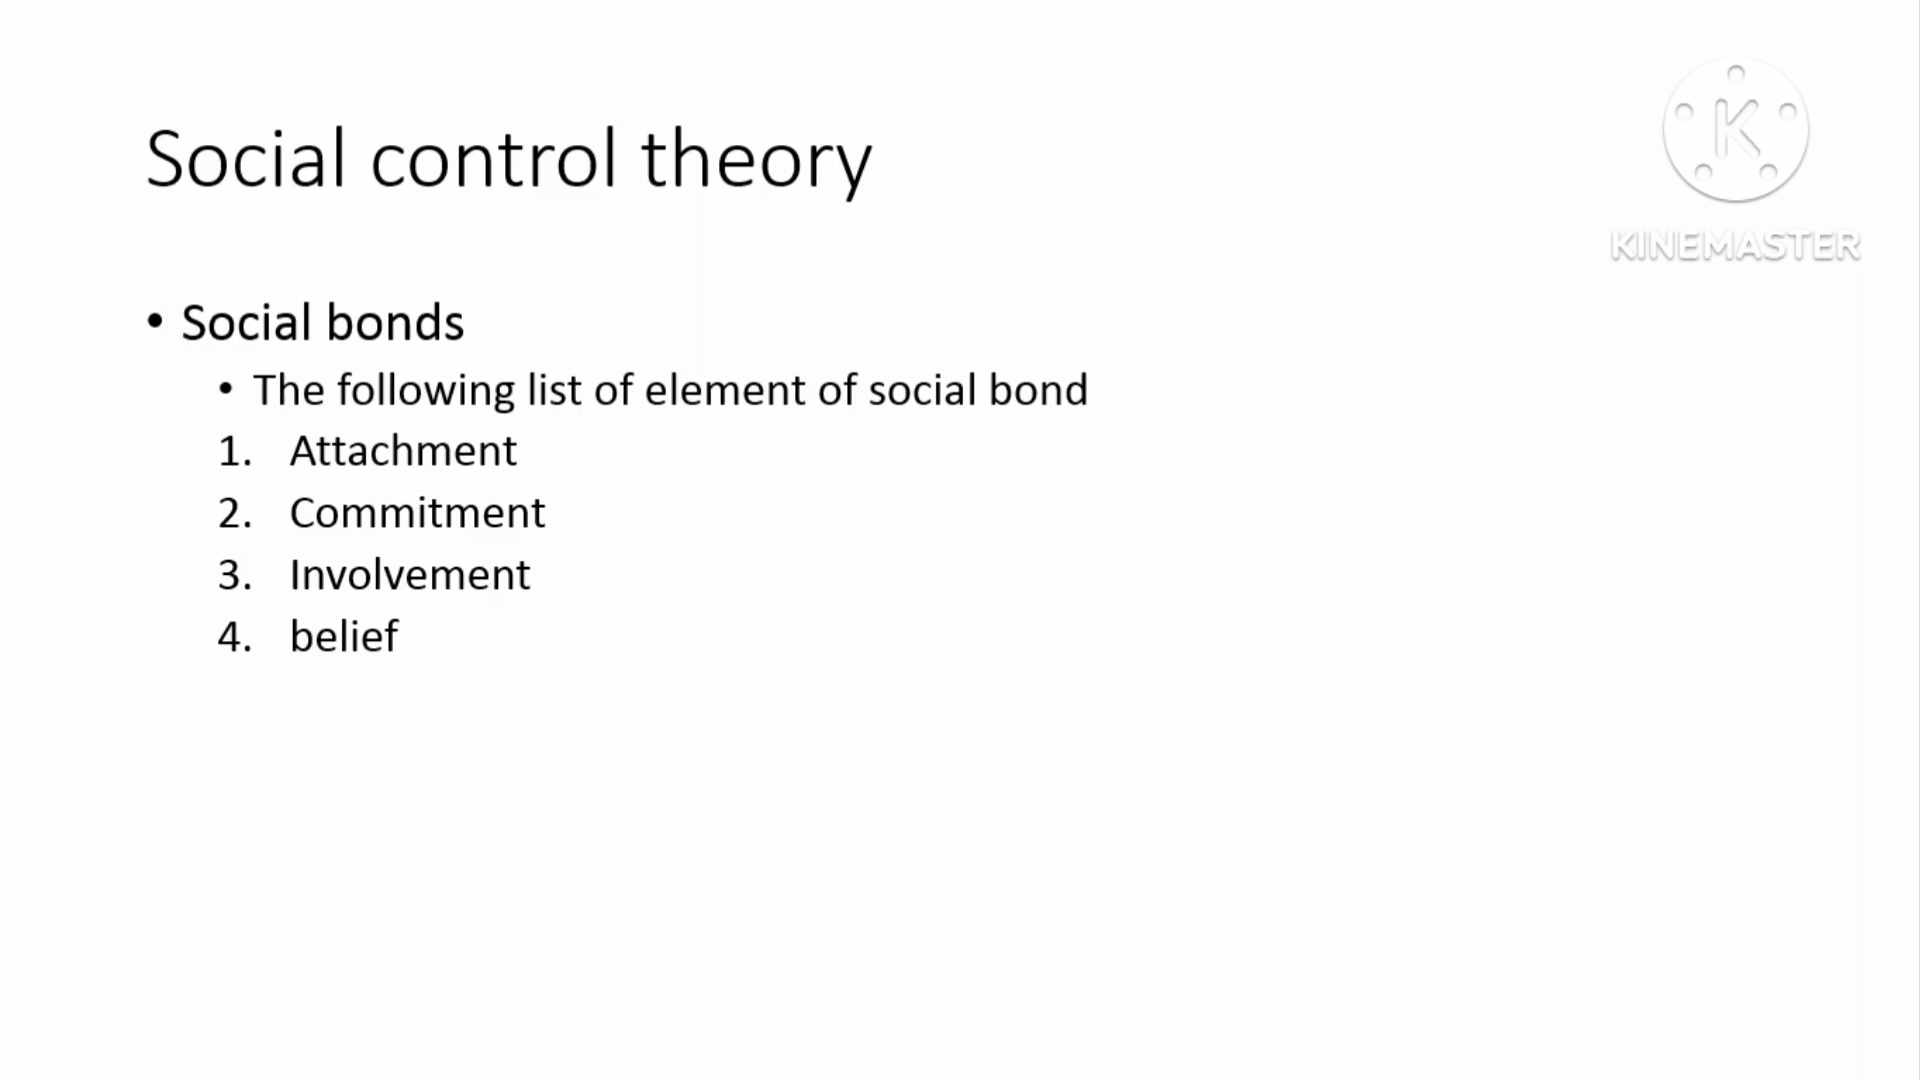 Social control theory
K
KINEMASTER
• Social bonds
• The following list of element of social bond
1. Attachment
2. Commitment
3. Involvement
4. belief